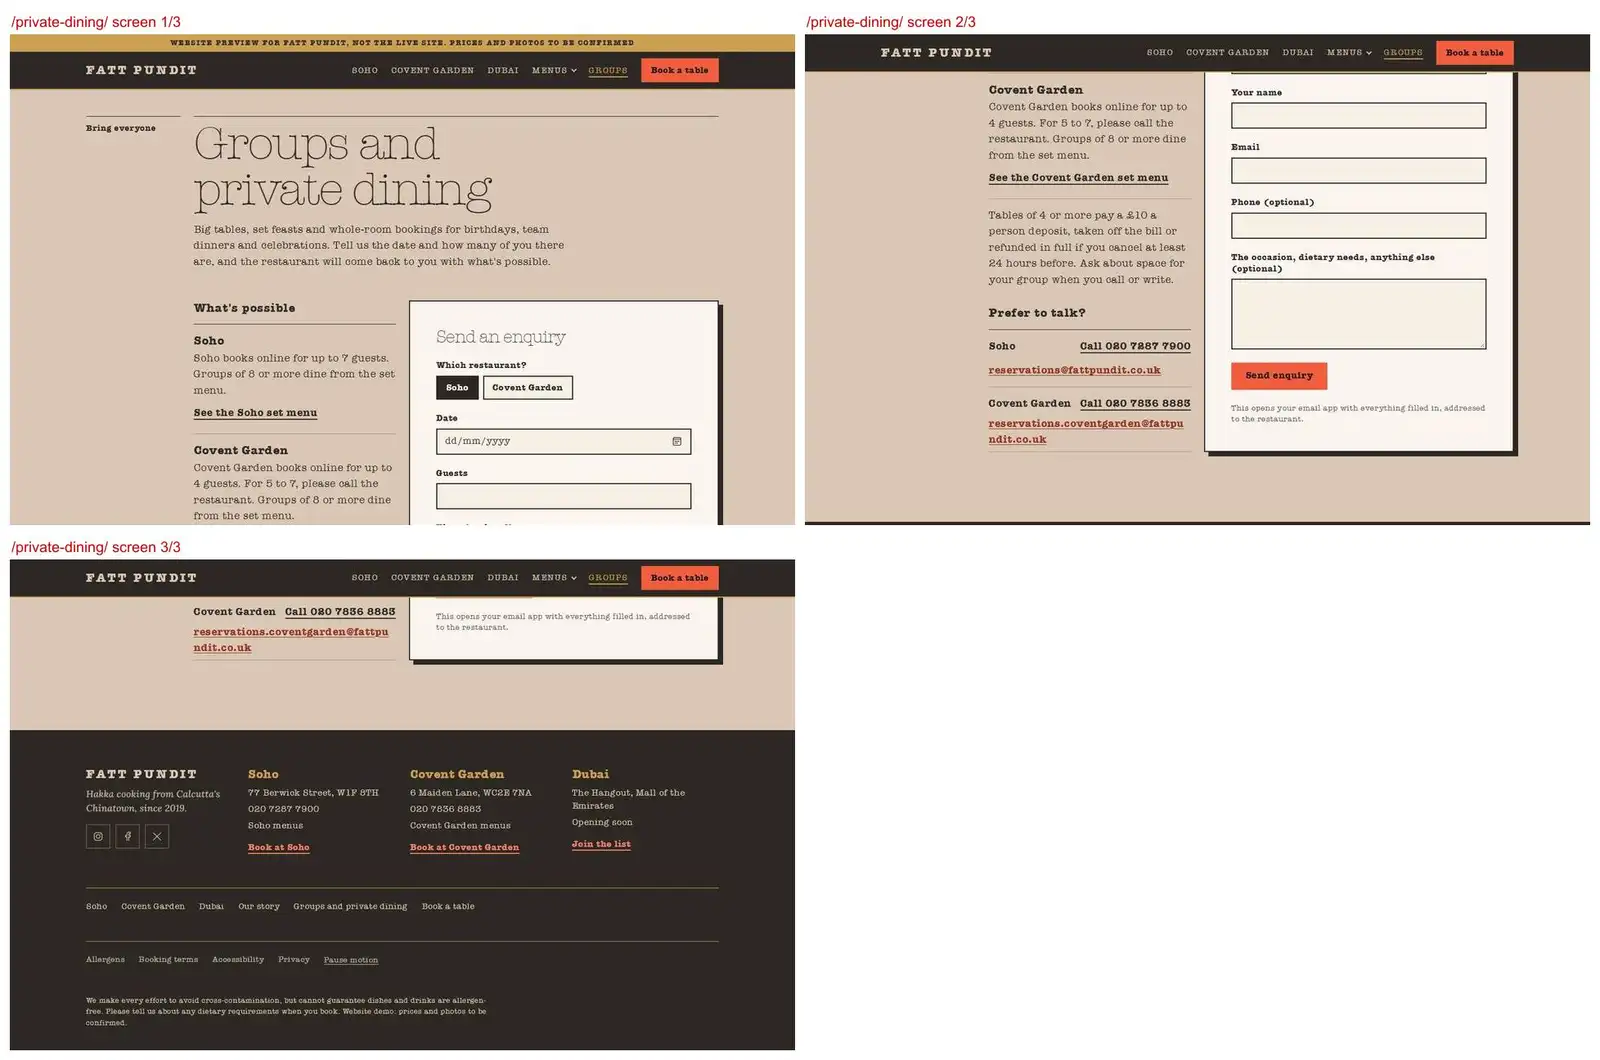 /private-dining/ screen 1/3
WEBSITE PREVIEW FOR FATT PUNDIT, NOT THE LIVE SITE. PRICES AND PHOTOS TO BE CONFIRMED
FATT PUNDIT
SOHO COVENT GARDEN DUBAI MENUS GROUPS Book a table
Bring everyone
Groups and
private dining
Big tables, set feasts and whole-room bookings for birthdays, team
dinners and celebrations. Tell us the date and how many of you there
are, and the restaurant will come back to you with what's possible.
What's possible
Soho
Soho books online for up to 7 guests.
Groups of 8 or more dine from the set
menu.
See the Soho set menu
Covent Garden
Covent Garden books online for up to
4 guests. For 5 to 7, please call the
restaurant. Groups of 8 or more dine
from the set menu.
Send an enquiry
Which restaurant?
Soho Covent Garden
Date
dd/mm/yyyy
Guests
/private-dining/ screen 2/3
FATT PUNDIT
SOHO COVENT GARDEN DUBAI MENUS GROUPS Book a table
Covent Garden
Covent Garden books online for up to
4 guests. For 5 to 7, please call the
restaurant. Groups of 8 or more dine
from the set menu.
See the Covent Garden set menu
Tables of 4 or more pay a £10 a
person deposit, taken off the bill or
refunded in full if you cancel at least
24 hours before. Ask about space for
your group when you call or write.
Prefer to talk?
Soho Call 020 7287 7900
reservations@fattpundit.co.uk
Covent Garden Call 020 7836 8883
reservations.coventgarden@fattpu
ndit.co.uk
Your name
Email
Phone (optional)
The occasion, dietary needs, anything else
(optional)
Send enquiry
This opens your email app with everything filled in, addressed
to the restaurant.
/private-dining/ screen 3/3
FATT PUNDIT
SOHO COVENT GARDEN DUBAI MENUS GROUPS Book a table
Covent Garden Call 020 7836 8883
reservations.coventgarden@fattpu
ndit.co.uk
This opens your email app with everything filled in, addressed
to the restaurant.
FATT PUNDIT
Hakka cooking from Calcutta's
Chinatown, since 2019.
Soho
77 Berwick Street, W1F 8TH
020 7287 7900
Soho menus
Book at Soho
Covent Garden
6 Maiden Lane, WC2E 7NA
020 7836 8883
Covent Garden menus
Book at Covent Garden
Dubai
The Hangout, Mall of the
Emirates
Opening soon
Join the list
Soho Covent Garden Dubai Our story Groups and private dining Book a table
Allergens Booking terms Accessibility Privacy Pause motion
We make every effort to avoid cross-contamination, but cannot guarantee dishes and drinks are allergen-
free. Please tell us about any dietary requirements when you book. Website demo: prices and photos to be
confirmed.